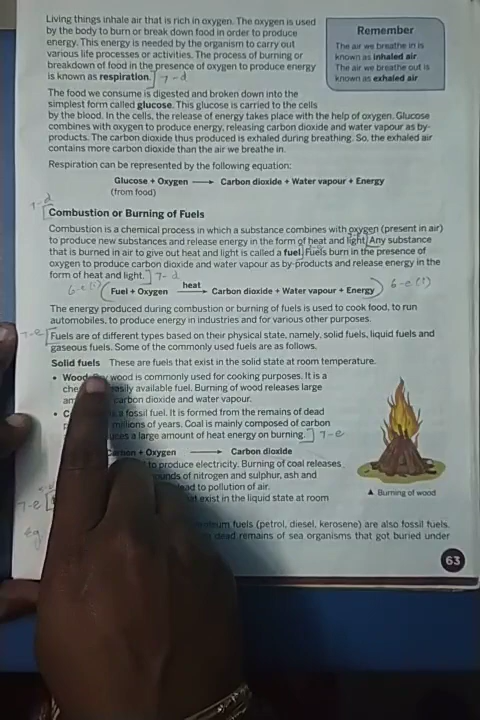 Living things inhale air that is rich in oxygen. The oxygen is used
by the body to burn or break down food in order to produce
energy. This energy is needed by the organism to carry out
various life processes or activities. The process of burning or
breakdown of food in the presence of oxygen to produce energy
is known as respiration. ] 7-d
Remember
The air we breathe in is
known as inhaled air
The air we breathe out is
known as exhaled air
The food we consume is digested and broken down into the
simplest form called glucose. This glucose is carried to the cells
by the blood. In the cells, the release of energy takes place with the help of oxygen. Glucose
combines with oxygen to produce energy, releasing carbon dioxide and water vapour as by-
products. The carbon dioxide thus produced is exhaled during breathing. So, the exhaled air
contains more carbon dioxide than the air we breathe in.
Respiration can be represented by the following equation:
Glucose + Oxygen → Carbon dioxide + Water vapour + Energy
(from food)
7-d
[Combustion or Burning of Fuels
Combustion is a chemical process in which a substance combines with oxygen (present in air)
to produce new substances and release energy in the form of heat and light. Any substance
that is burned in air to give out heat and light is called a fuel. Fuels burn in the presence of
oxygen to produce carbon dioxide and water vapour as by-products and release energy in the
form of heat and light. ] 7-d
heat
6-e(i) ( Fuel + Oxygen → Carbon dioxide + Water vapour + Energy ) 6-e(i)
The energy produced during combustion or burning of fuels is used to cook food, to run
automobiles, to produce energy in industries and for various other purposes.
7-e [Fuels are of different types based on their physical state, namely, solid fuels, liquid fuels and
gaseous fuels. Some of the commonly used fuels are as follows.
Solid fuels These are fuels that exist in the solid state at room temperature.
• Wood wood is commonly used for cooking purposes. It is a
easily available fuel. Burning of wood releases large
carbon dioxide and water vapour.
• a fossil fuel. It is formed from the remains of dead
millions of years. Coal is mainly composed of carbon
a large amount of heat energy on burning. ] 7-e
Carbon + Oxygen → Carbon dioxide
to produce electricity. Burning of coal releases
of nitrogen and sulphur, ash and
lead to pollution of air.
7-e [ exist in the liquid state at room
▲ Burning of wood
eg fuels (petrol, diesel, kerosene) are also fossil fuels.
dead remains of sea organisms that got buried under
63